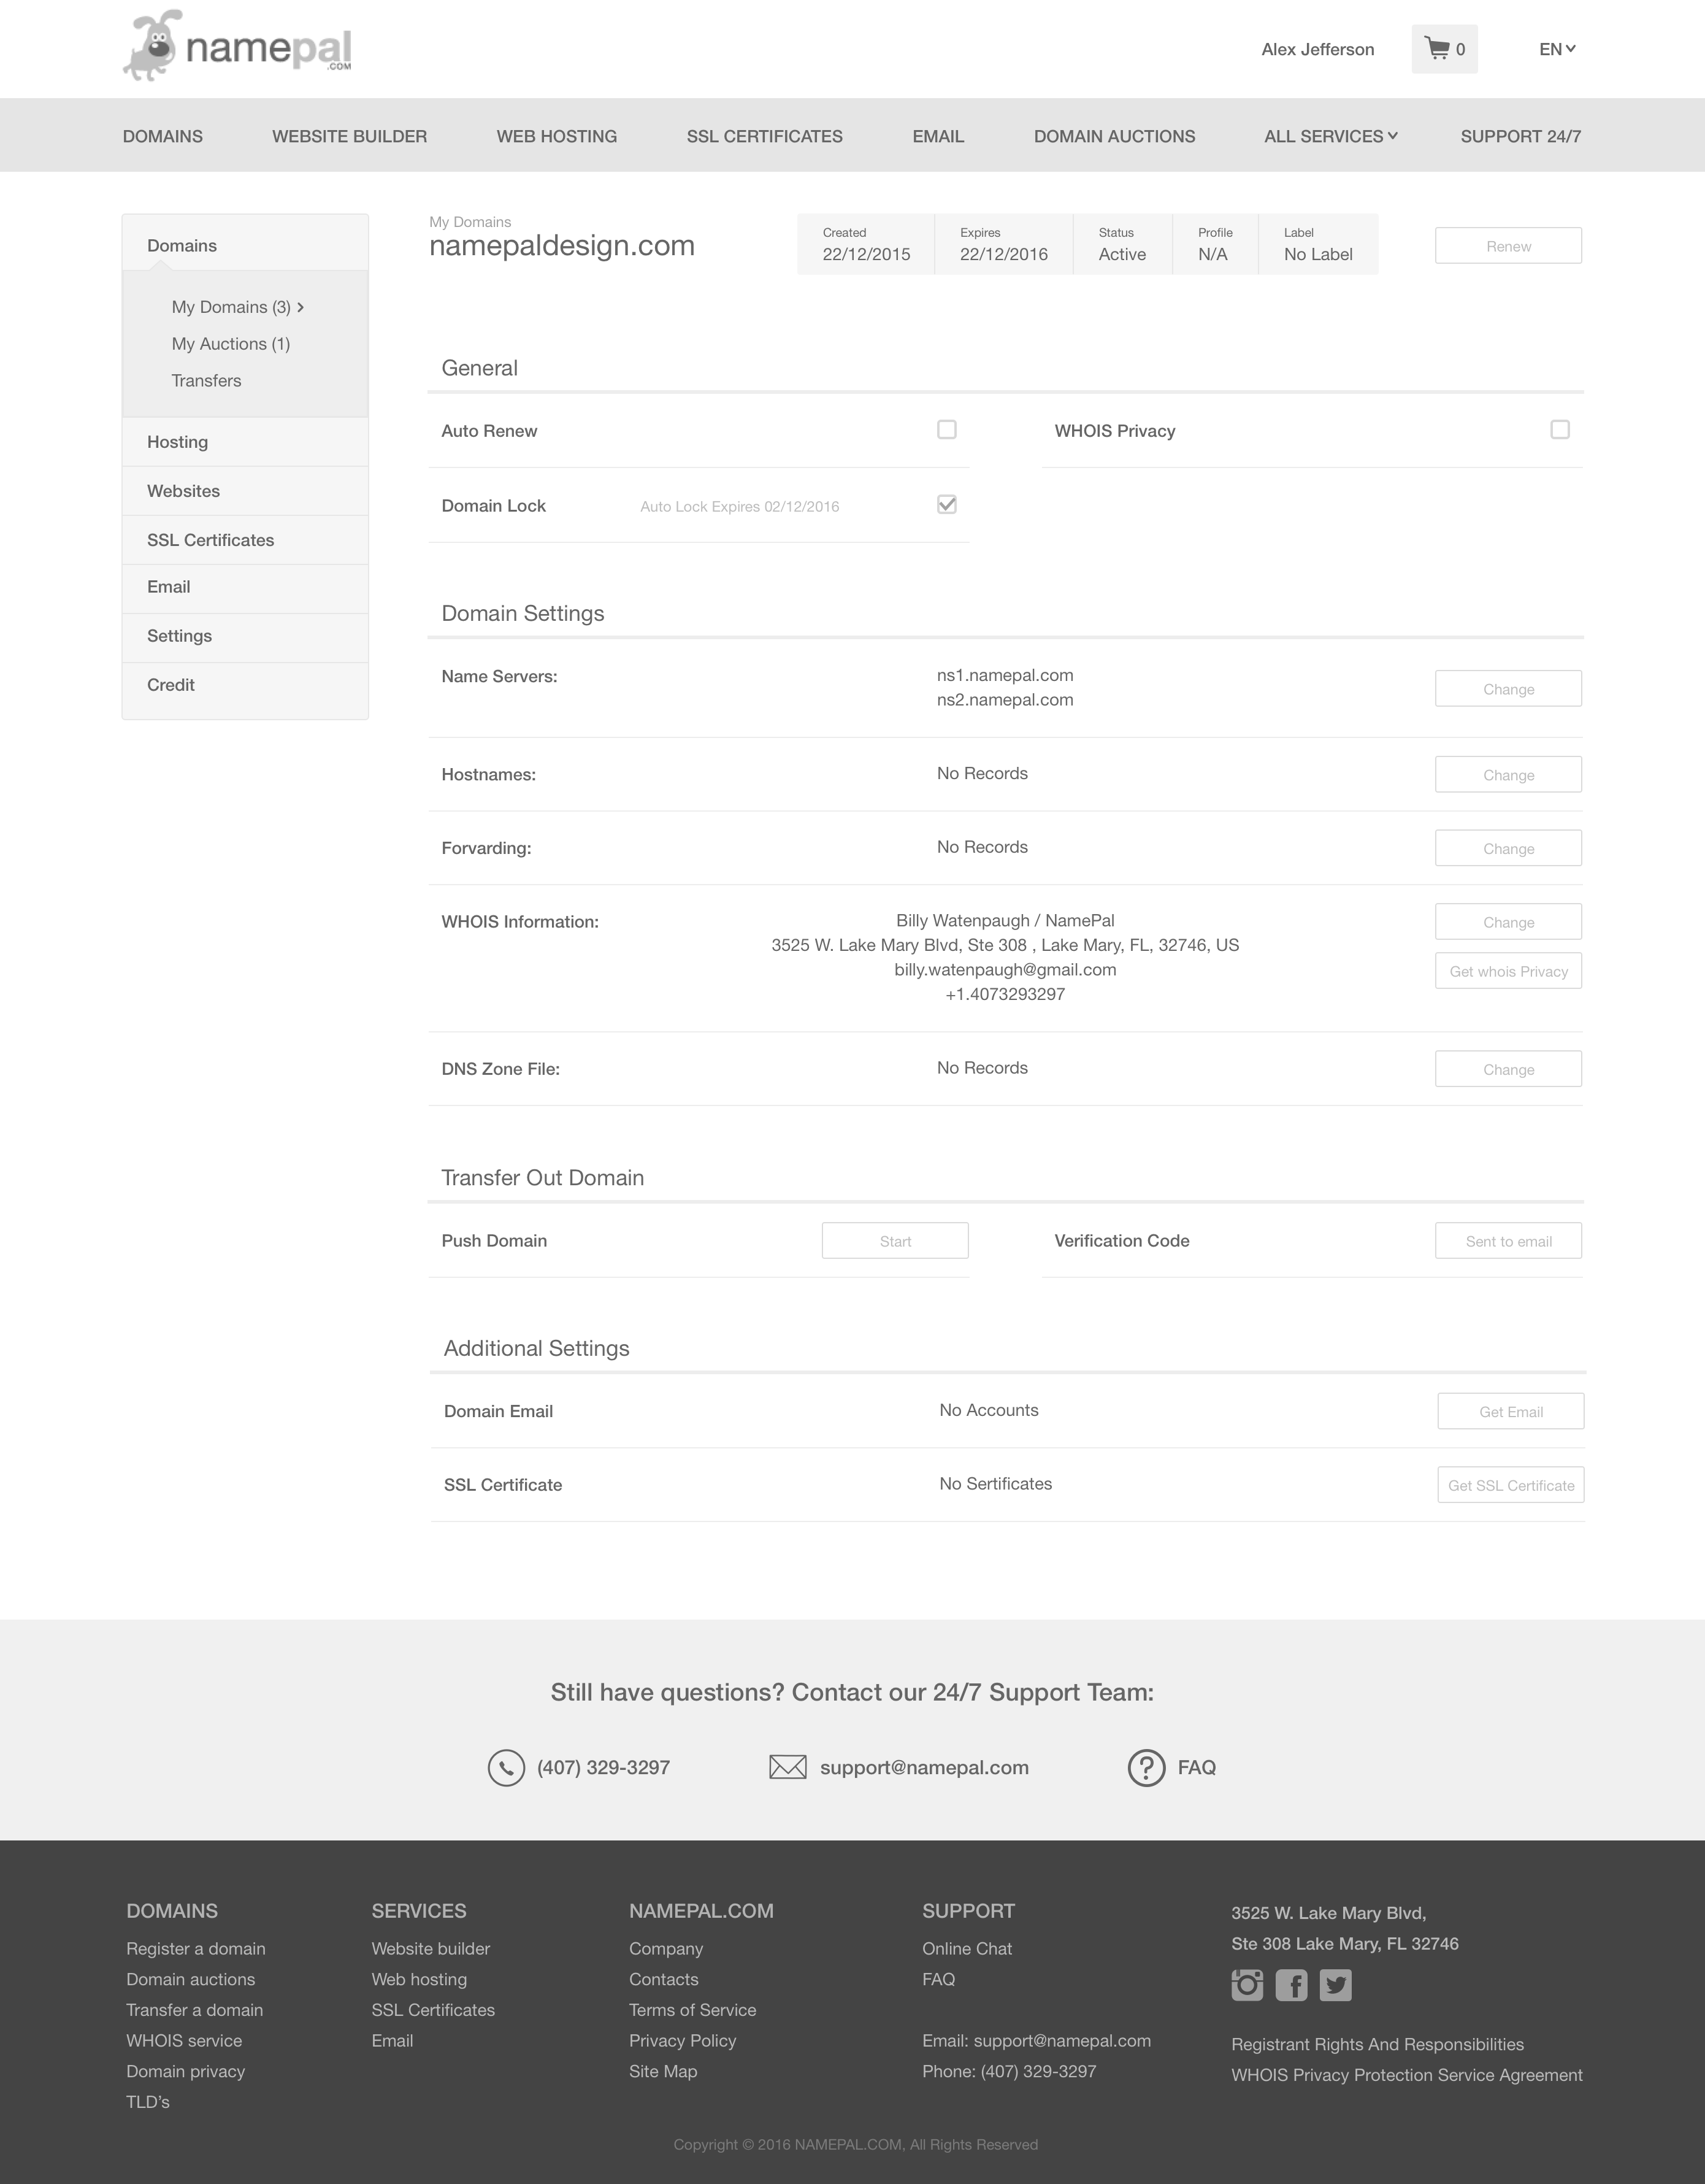 namepal
.COM
Alex Jefferson
0
EN
DOMAINS
WEBSITE BUILDER
WEB HOSTING
SSL CERTIFICATES
EMAIL
DOMAIN AUCTIONS
ALL SERVICES
SUPPORT 24/7
Domains
My Domains (3)
My Auctions (1)
Transfers
Hosting
Websites
SSL Certificates
Email
Settings
Credit
My Domains
namepaldesign.com
Created
22/12/2015
Expires
22/12/2016
Status
Active
Profile
N/A
Label
No Label
Renew
General
Auto Renew
WHOIS Privacy
Domain Lock
Auto Lock Expires 02/12/2016
Domain Settings
Name Servers:
ns1.namepal.com
ns2.namepal.com
Change
Hostnames:
No Records
Change
Forvarding:
No Records
Change
WHOIS Information:
Billy Watenpaugh / NamePal
3525 W. Lake Mary Blvd, Ste 308 , Lake Mary, FL, 32746, US
billy.watenpaugh@gmail.com
+1.4073293297
Change
Get whois Privacy
DNS Zone File:
No Records
Change
Transfer Out Domain
Push Domain
Start
Verification Code
Sent to email
Additional Settings
Domain Email
No Accounts
Get Email
SSL Certificate
No Sertificates
Get SSL Certificate
Still have questions? Contact our 24/7 Support Team:
(407) 329-3297
support@namepal.com
FAQ
DOMAINS
Register a domain
Domain auctions
Transfer a domain
WHOIS service
Domain privacy
TLD's
SERVICES
Website builder
Web hosting
SSL Certificates
Email
NAMEPAL.COM
Company
Contacts
Terms of Service
Privacy Policy
Site Map
SUPPORT
Online Chat
FAQ
Email: support@namepal.com
Phone: (407) 329-3297
3525 W. Lake Mary Blvd,
Ste 308 Lake Mary, FL 32746
Registrant Rights And Responsibilities
WHOIS Privacy Protection Service Agreement
Copyright © 2016 NAMEPAL.COM, All Rights Reserved